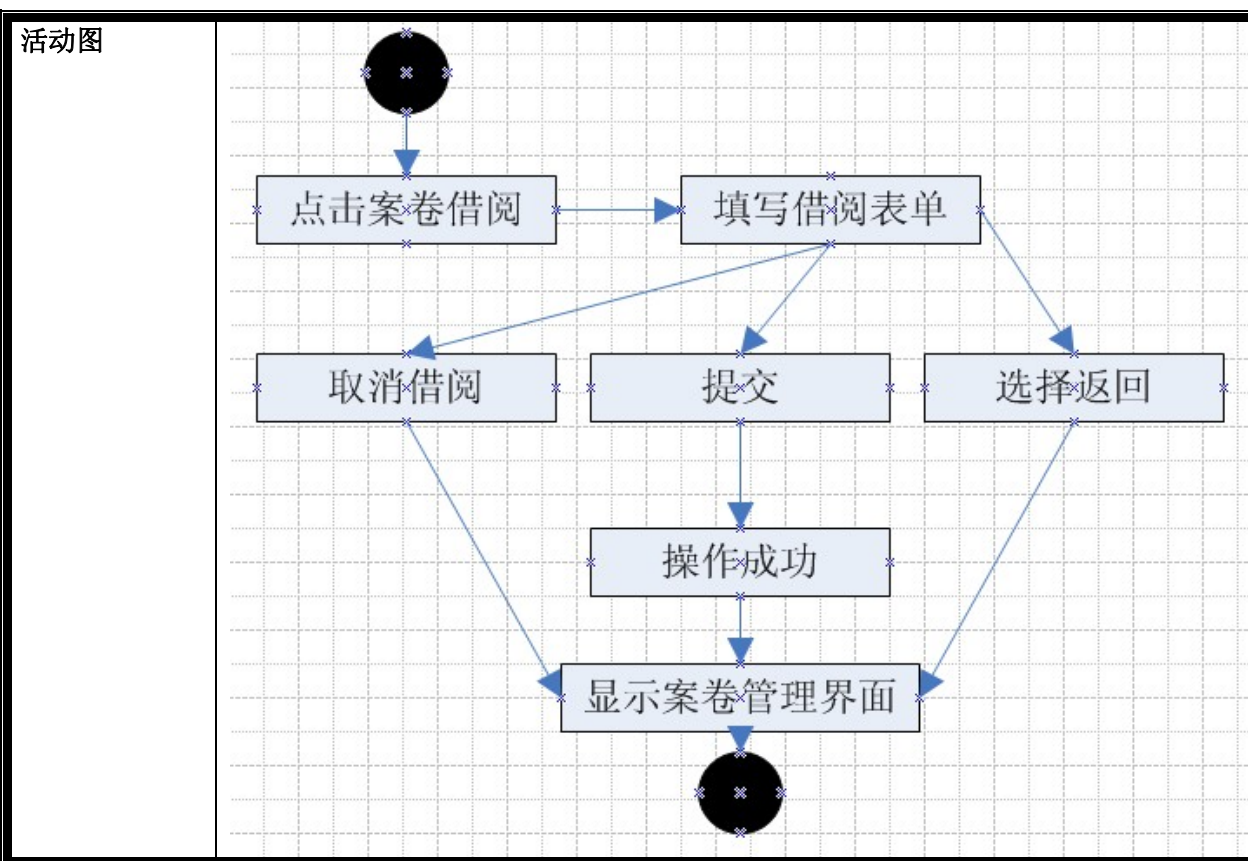 活动图
点击案卷借阅
填写借阅表单
取消借阅
提交
选择返回
操作成功
显示案卷管理界面